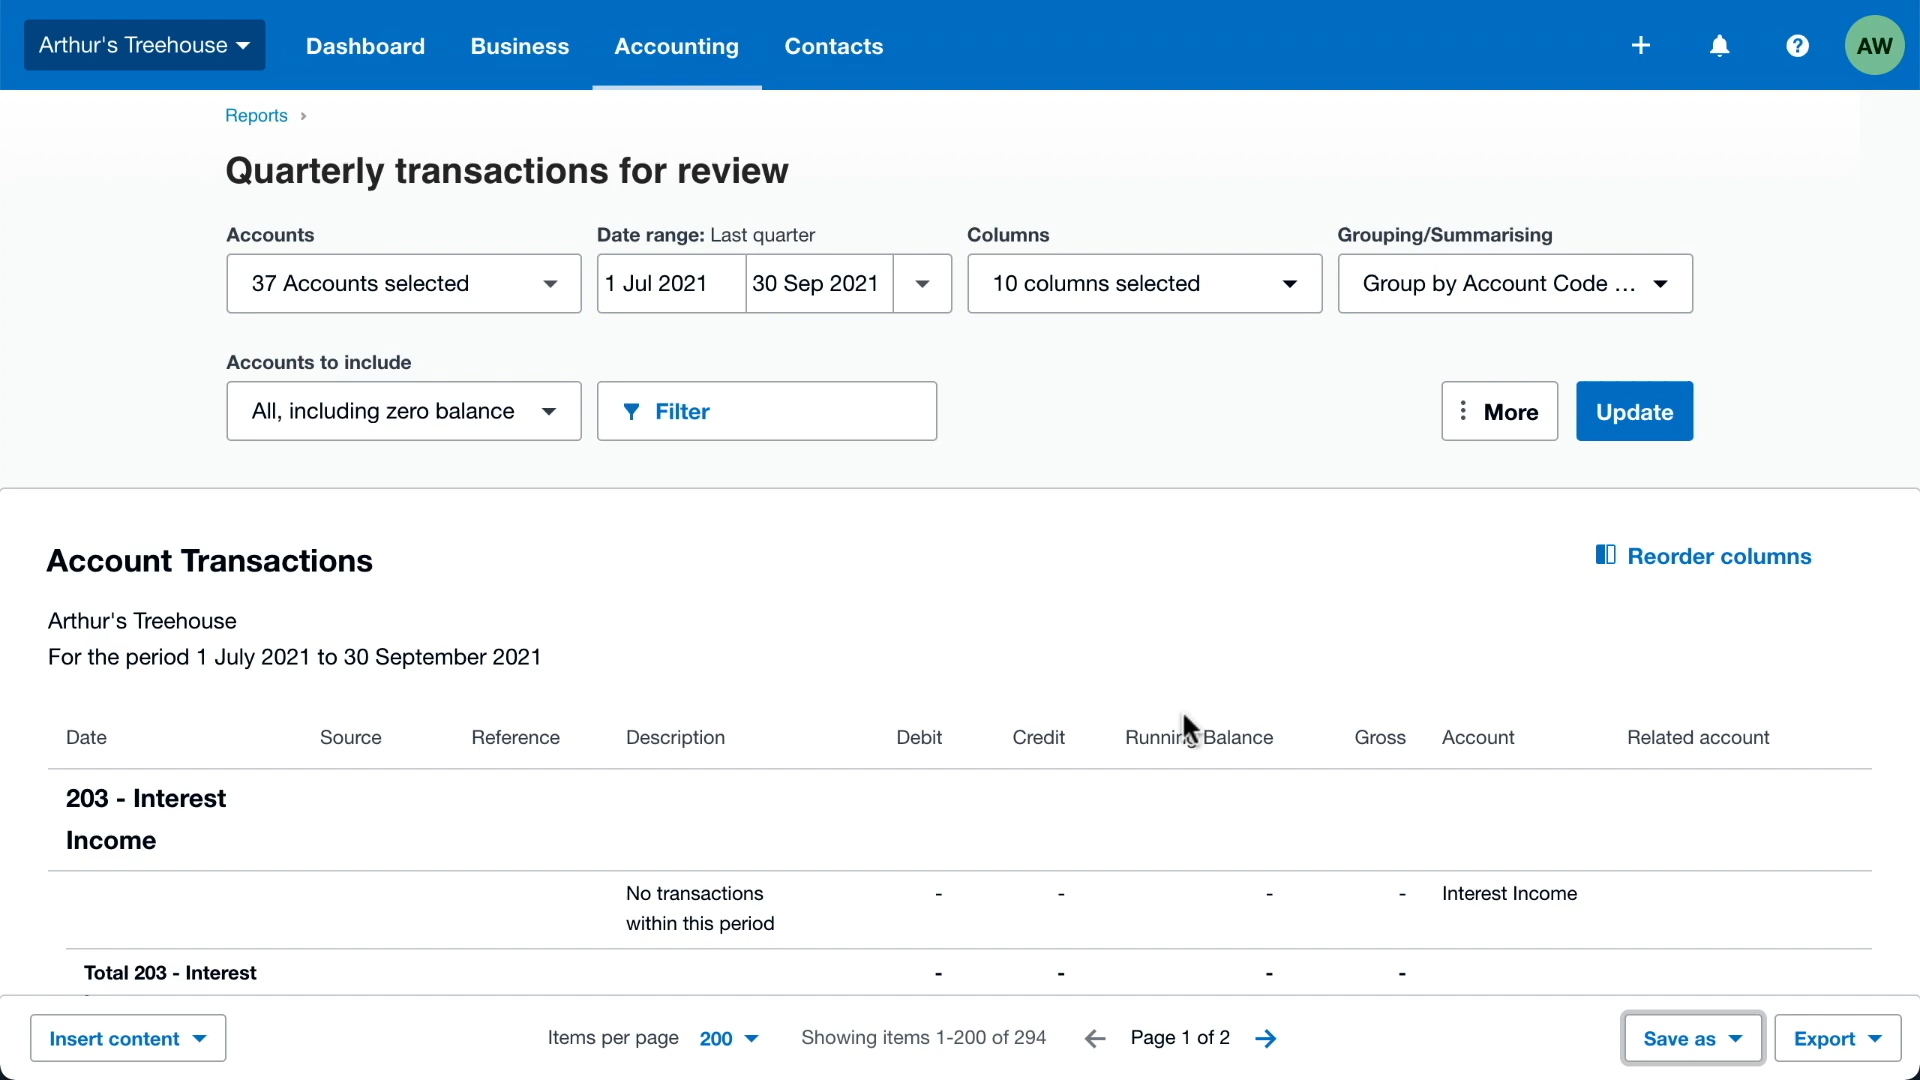 Arthur's Treehouse
Dashboard
Business
Accounting
Contacts
AW
Reports
Quarterly transactions for review
Accounts
Date range: Last quarter
Columns
Grouping/Summarising
37 Accounts selected
1 Jul 2021
30 Sep 2021
10 columns selected
Group by Account Code ...
Accounts to include
All, including zero balance
Filter
More
Update
Account Transactions
Reorder columns
Arthur's Treehouse
For the period 1 July 2021 to 30 September 2021
Date Source Reference Description Debit Credit Running Balance Gross Account Related account
203 - Interest
Income
No transactions - - - - Interest Income
within this period
Total 203 - Interest - - - -
Insert content
Items per page 200
Showing items 1-200 of 294
Page 1 of 2
Save as
Export